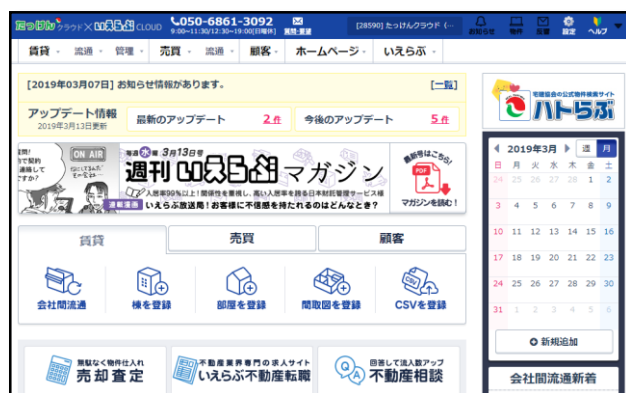 たっけんクラウド×いえらぶ CLOUD
050-6861-3092
9:00~11:30/12:30~19:00[日曜休]
質問・要望
[28590] たっけんクラウド (…
お知らせ 物件 反響 設定 ヘルプ
賃貸 流通 管理 売買 流通 顧客 ホームページ いえらぶ
[2019年03月07日] お知らせ情報があります。 [一覧]
アップデート情報
2019年3月13日更新
最新のアップデート 2件 今後のアップデート 5件
宅建協会の公式物件検索サイト
ハトらぶ
ON AIR
毎週水曜 3月13日号
週刊いえらぶマガジン
入居率99%以上!関係性を重視し、高い入居率を誇る日本財託管理サービス様
連載漫画 いえらぶ放送局!お客様に不信感を持たれるのはどんなとき?
最新号はこちら!
PDF
マガジンを読む!
2019年3月 週 月
日 月 火 水 木 金 土
24 25 26 27 28 1 2
3 4 5 6 7 8 9
10 11 12 13 14 15 16
17 18 19 20 21 22 23
24 25 26 27 28 29 30
31 1 2 3 4 5 6
新規追加
賃貸 売買 顧客
会社間流通 棟を登録 部屋を登録 間取図を登録 CSVを登録
無駄なく物件仕入れ
売却査定
不動産業界専門の求人サイト
いえらぶ不動産転職
回答して流入数アップ
不動産相談
会社間流通新着